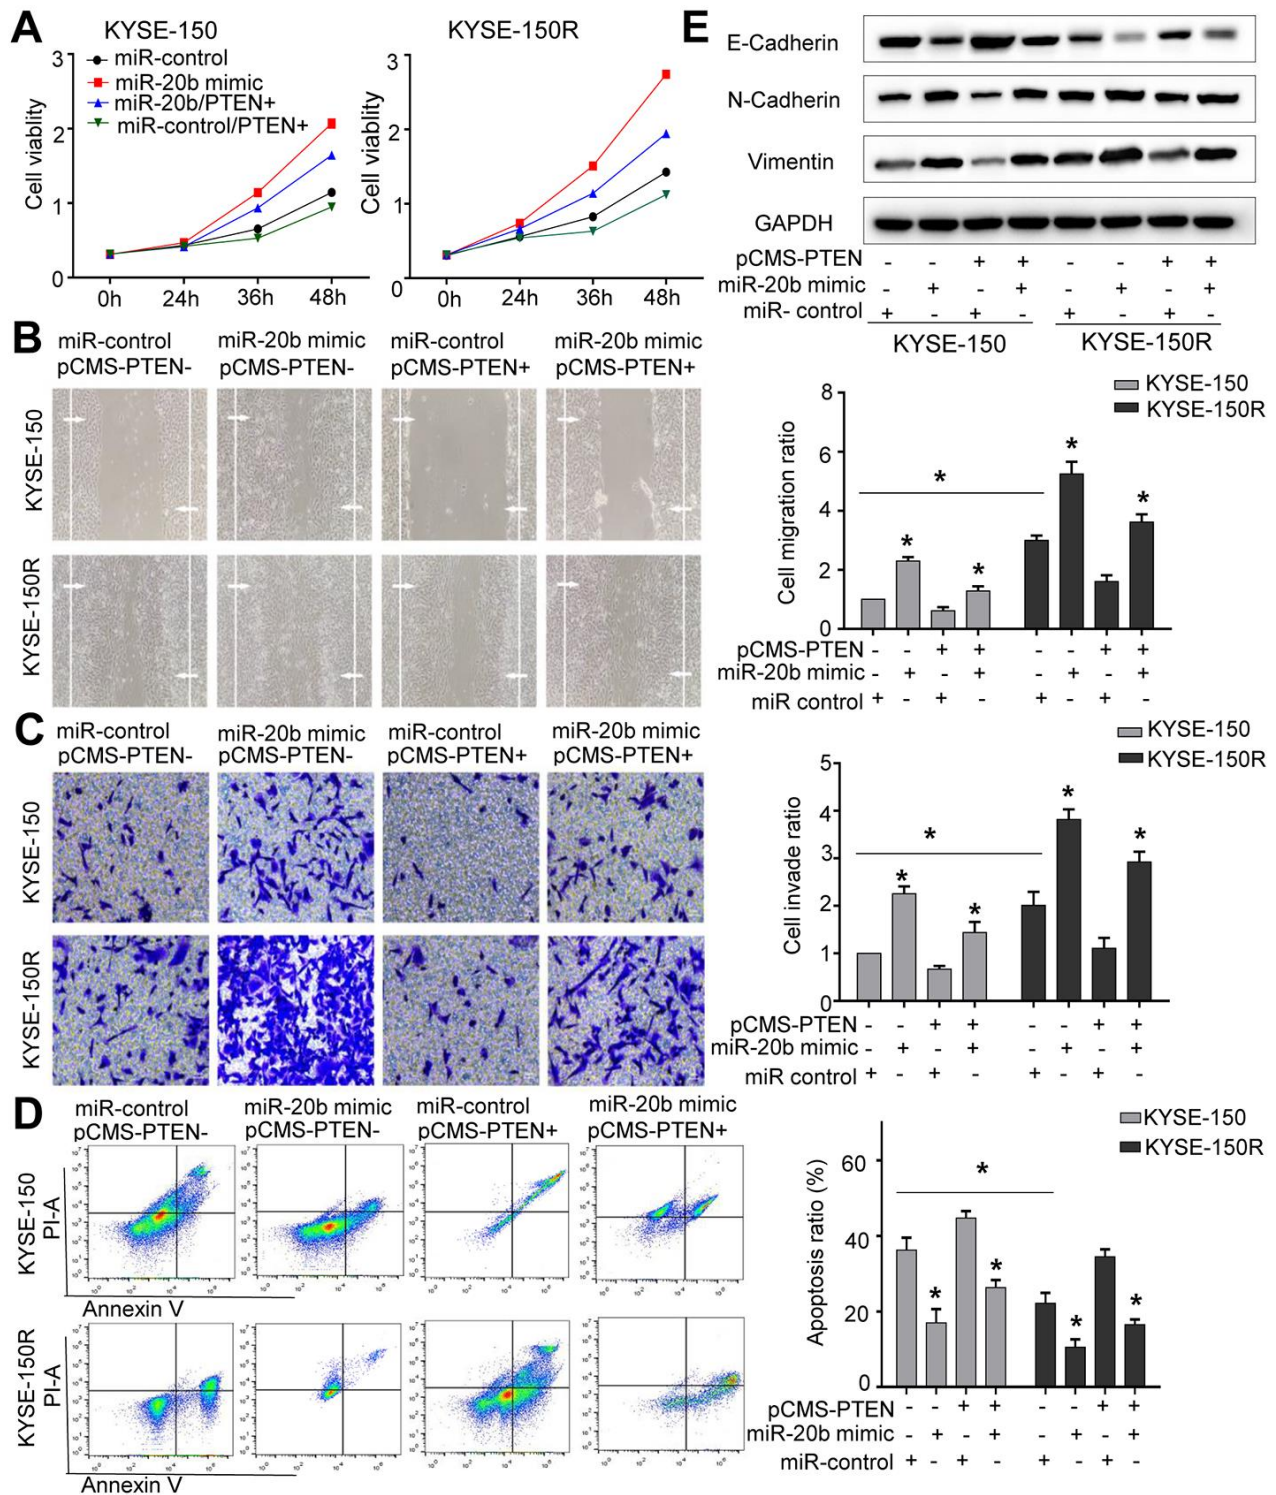 A
KYSE-150
miR-control
miR-20b mimic
miR-20b/PTEN+
miR-control/PTEN+
Cell viablity
3
2
1
0
0h 24h 36h 48h
KYSE-150R
Cell viablity
3
2
1
0
0h 24h 36h 48h
E
E-Cadherin
N-Cadherin
Vimentin
GAPDH
pCMS-PTEN - - + + - - + +
miR-20b mimic - + - + - + - +
miR- control + - + - + - + -
KYSE-150 KYSE-150R
B
miR-control miR-20b mimic miR-control miR-20b mimic
pCMS-PTEN- pCMS-PTEN- pCMS-PTEN+ pCMS-PTEN+
KYSE-150
KYSE-150R
KYSE-150
KYSE-150R
Cell migration ratio
8
6
4
2
0
* * * * * 
pCMS-PTEN - - + + - - + +
miR-20b mimic - + - + - + - +
miR control + - + - + - + -
C
miR-control miR-20b mimic miR-control miR-20b mimic
pCMS-PTEN- pCMS-PTEN- pCMS-PTEN+ pCMS-PTEN+
KYSE-150
KYSE-150R
KYSE-150
KYSE-150R
Cell invade ratio
5
4
3
2
1
0
* * * * *
pCMS-PTEN - - + + - - + +
miR-20b mimic - + - + - + - +
miR control + - + - + - + -
D
miR-control miR-20b mimic miR-control miR-20b mimic
pCMS-PTEN- pCMS-PTEN- pCMS-PTEN+ pCMS-PTEN+
KYSE-150
PI-A
Annexin V
KYSE-150R
PI-A
Annexin V
KYSE-150
KYSE-150R
Apoptosis ratio (%)
60
40
20
0
* * * * *
pCMS-PTEN - - + + - - + +
miR-20b mimic - + - + - + - +
miR-control + - + - + - + -